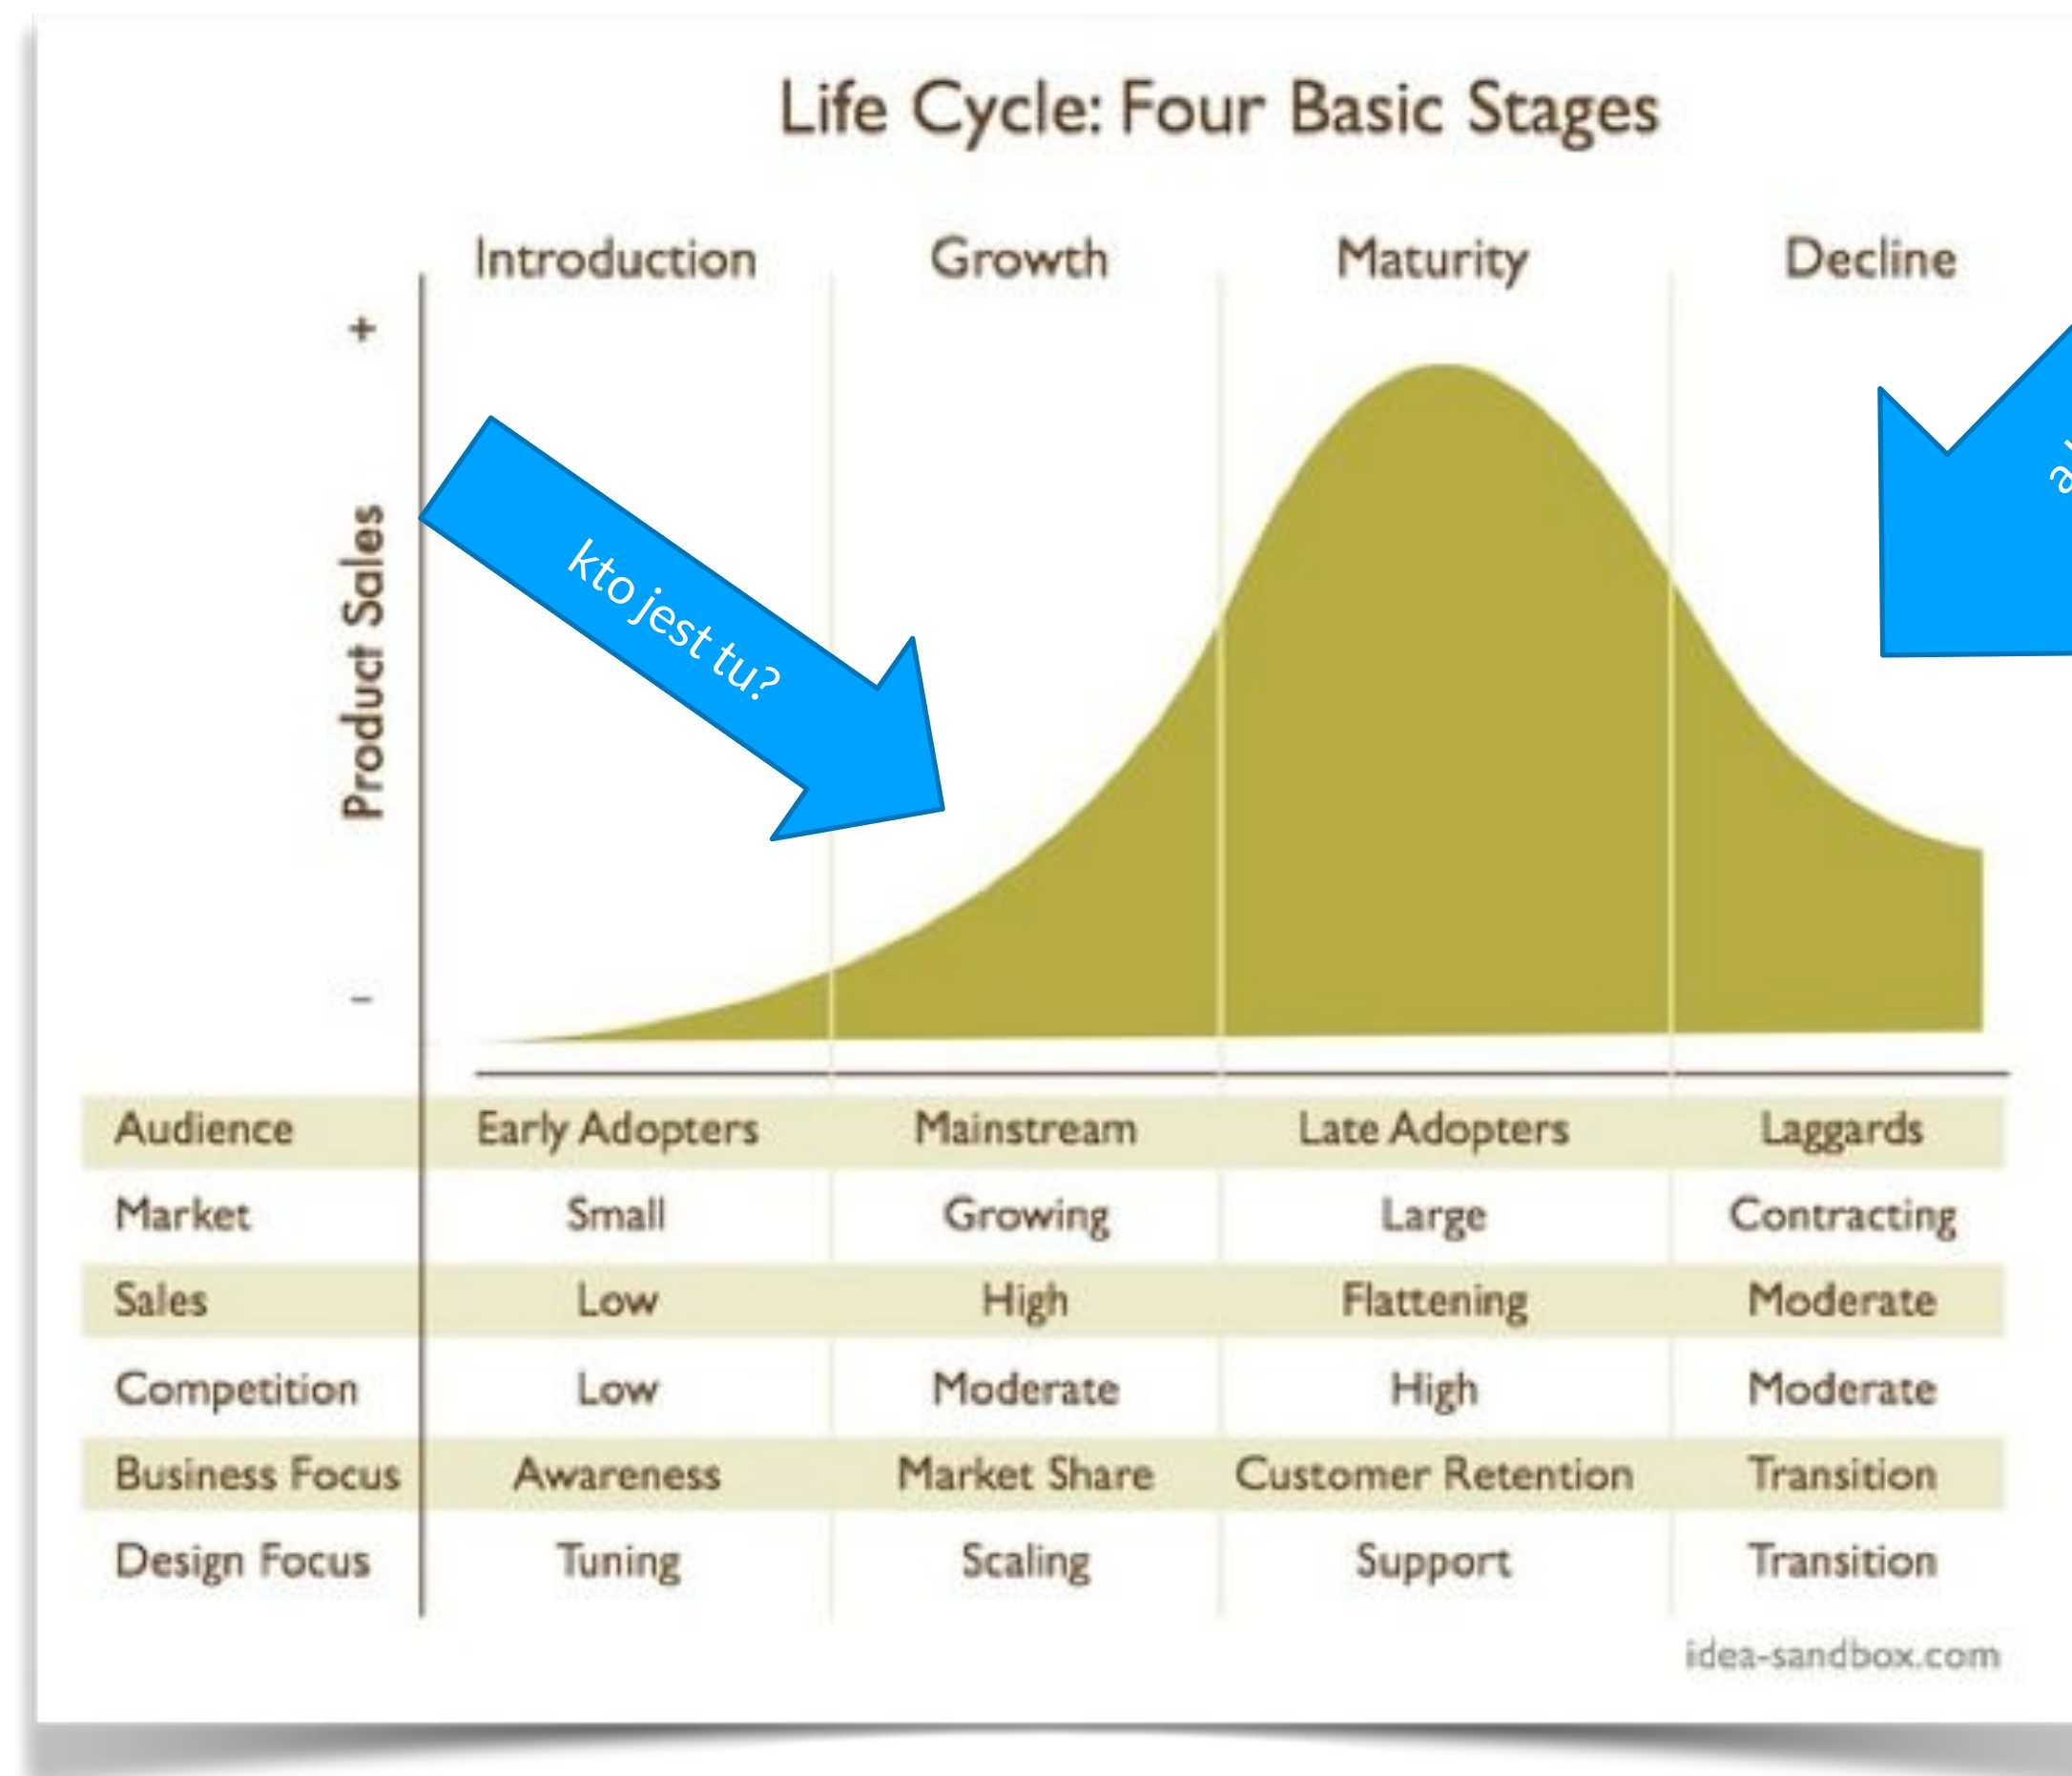 Life Cycle: Four Basic Stages
Introduction Growth Maturity Decline
+
Product Sales
–
kto jest tu?
Audience Early Adopters Mainstream Late Adopters Laggards
Market Small Growing Large Contracting
Sales Low High Flattening Moderate
Competition Low Moderate High Moderate
Business Focus Awareness Market Share Customer Retention Transition
Design Focus Tuning Scaling Support Transition
idea-sandbox.com